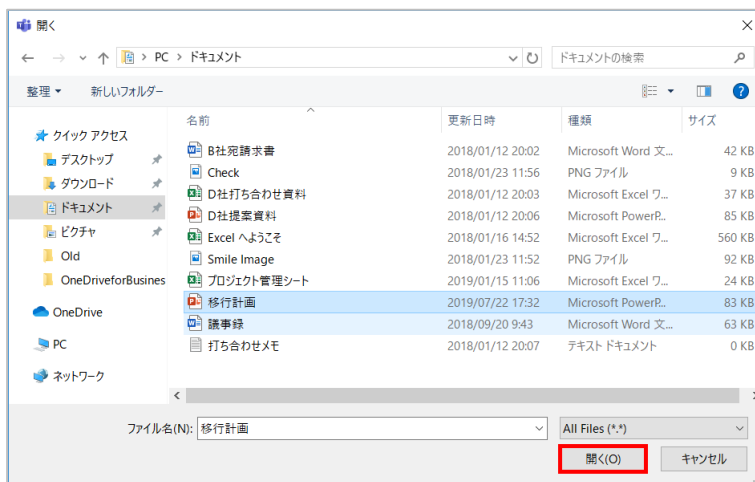 開く
PC > ドキュメント
ドキュメントの検索
整理 新しいフォルダー
名前 更新日時 種類 サイズ
クイック アクセス
デスクトップ
ダウンロード
ドキュメント
ピクチャ
Old
OneDriveforBusines
OneDrive
PC
ネットワーク
B社宛請求書 2018/01/12 20:02 Microsoft Word 文... 42 KB
Check 2018/01/23 11:56 PNG ファイル 9 KB
D社打ち合わせ資料 2018/01/12 20:03 Microsoft Excel ワ... 37 KB
D社提案資料 2018/01/12 20:06 Microsoft PowerP... 85 KB
Excel へようこそ 2018/01/16 14:52 Microsoft Excel ワ... 560 KB
Smile Image 2018/01/23 11:52 PNG ファイル 92 KB
プロジェクト管理シート 2019/01/15 11:06 Microsoft Excel ワ... 24 KB
移行計画 2019/07/22 17:32 Microsoft PowerP... 83 KB
議事録 2018/09/20 9:43 Microsoft Word 文... 63 KB
打ち合わせメモ 2018/01/12 20:07 テキスト ドキュメント 0 KB
ファイル名(N): 移行計画 All Files (*.*)
開く(O) キャンセル